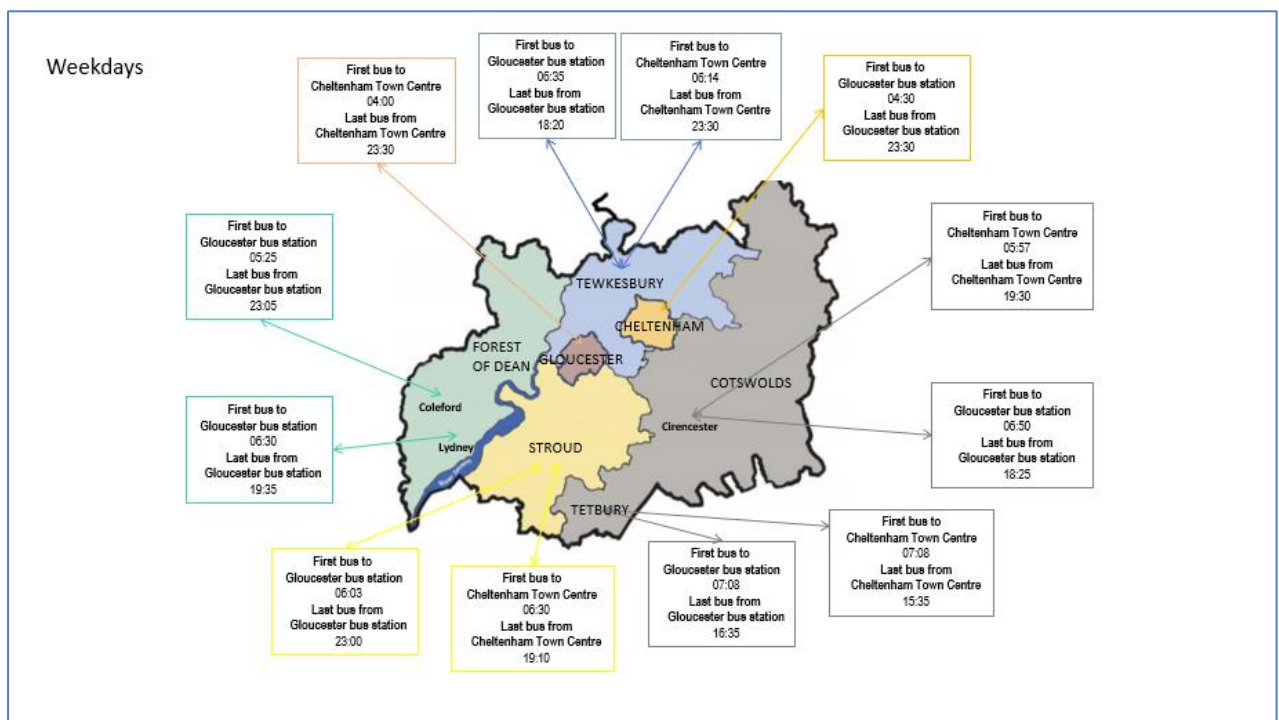 Weekdays
First bus to
Cheltenham Town Centre
04:00
Last bus from
Cheltenham Town Centre
23:30
First bus to
Gloucester bus station
06:35
Last bus from
Gloucester bus station
18:20
First bus to
Cheltenham Town Centre
06:14
Last bus from
Cheltenham Town Centre
23:30
First bus to
Gloucester bus station
04:30
Last bus from
Gloucester bus station
23:30
First bus to
Gloucester bus station
05:25
Last bus from
Gloucester bus station
23:05
First bus to
Cheltenham Town Centre
05:57
Last bus from
Cheltenham Town Centre
19:30
TEWKESBURY
CHELTENHAM
FOREST
OF DEAN
GLOUCESTER
COTSWOLDS
Coleford
Cirencester
Lydney
STROUD
TETBURY
First bus to
Gloucester bus station
06:30
Last bus from
Gloucester bus station
19:35
First bus to
Gloucester bus station
06:50
Last bus from
Gloucester bus station
18:25
First bus to
Gloucester bus station
06:03
Last bus from
Gloucester bus station
23:00
First bus to
Cheltenham Town Centre
06:30
Last bus from
Cheltenham Town Centre
19:10
First bus to
Gloucester bus station
07:08
Last bus from
Gloucester bus station
16:35
First bus to
Cheltenham Town Centre
07:08
Last bus from
Cheltenham Town Centre
15:35